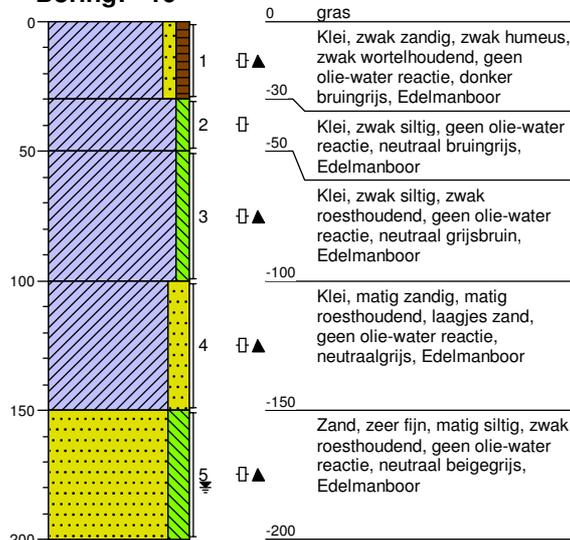 0 gras
0
Klei, zwak zandig, zwak humeus,
zwak wortelhoudend, geen
olie-water reactie, donker
bruingrijs, Edelmanboor
1
-30
Klei, zwak siltig, geen olie-water
reactie, neutraal bruingrijs,
Edelmanboor
2
50
-50
Klei, zwak siltig, zwak
roesthoudend, geen olie-water
reactie, neutraal grijsbruin,
Edelmanboor
3
100
-100
Klei, matig zandig, matig
roesthoudend, laagjes zand,
geen olie-water reactie,
neutraalgrijs, Edelmanboor
4
150
-150
Zand, zeer fijn, matig siltig, zwak
roesthoudend, geen olie-water
reactie, neutraal beigegrijs,
Edelmanboor
5
200
-200